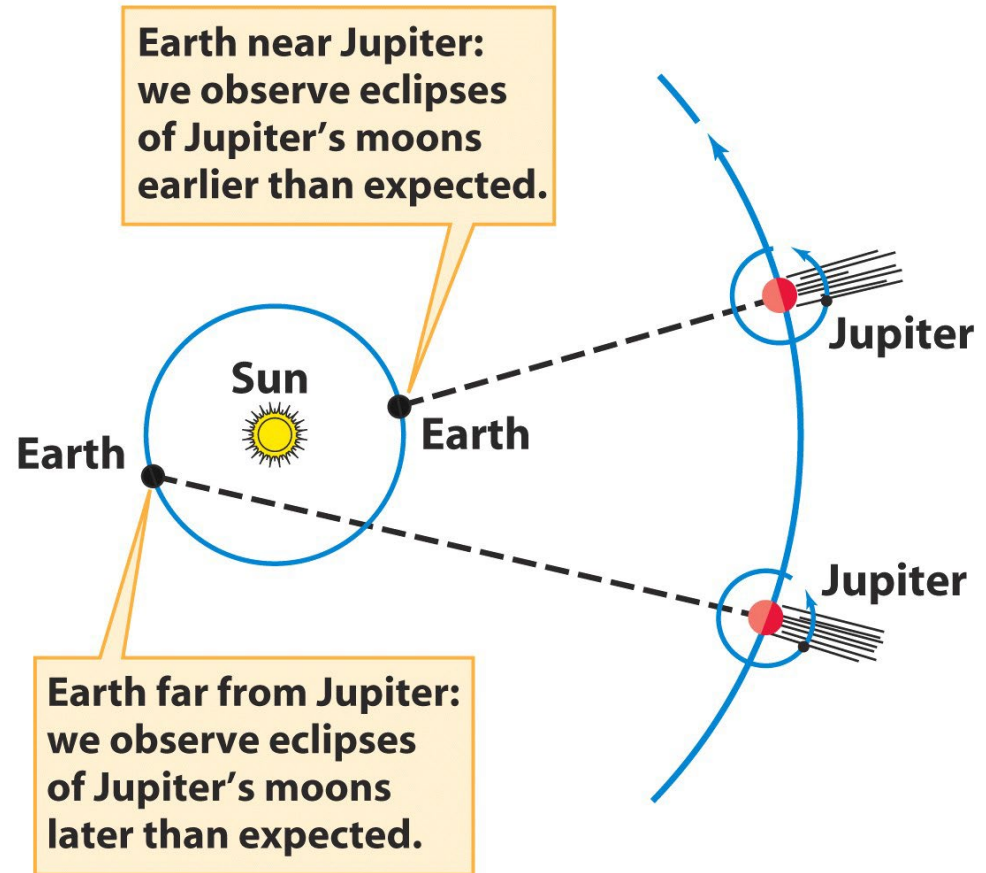 Earth near Jupiter:
we observe eclipses
of Jupiter’s moons
earlier than expected.
Jupiter
Sun
Earth
Earth
Jupiter
Earth far from Jupiter:
we observe eclipses
of Jupiter’s moons
later than expected.